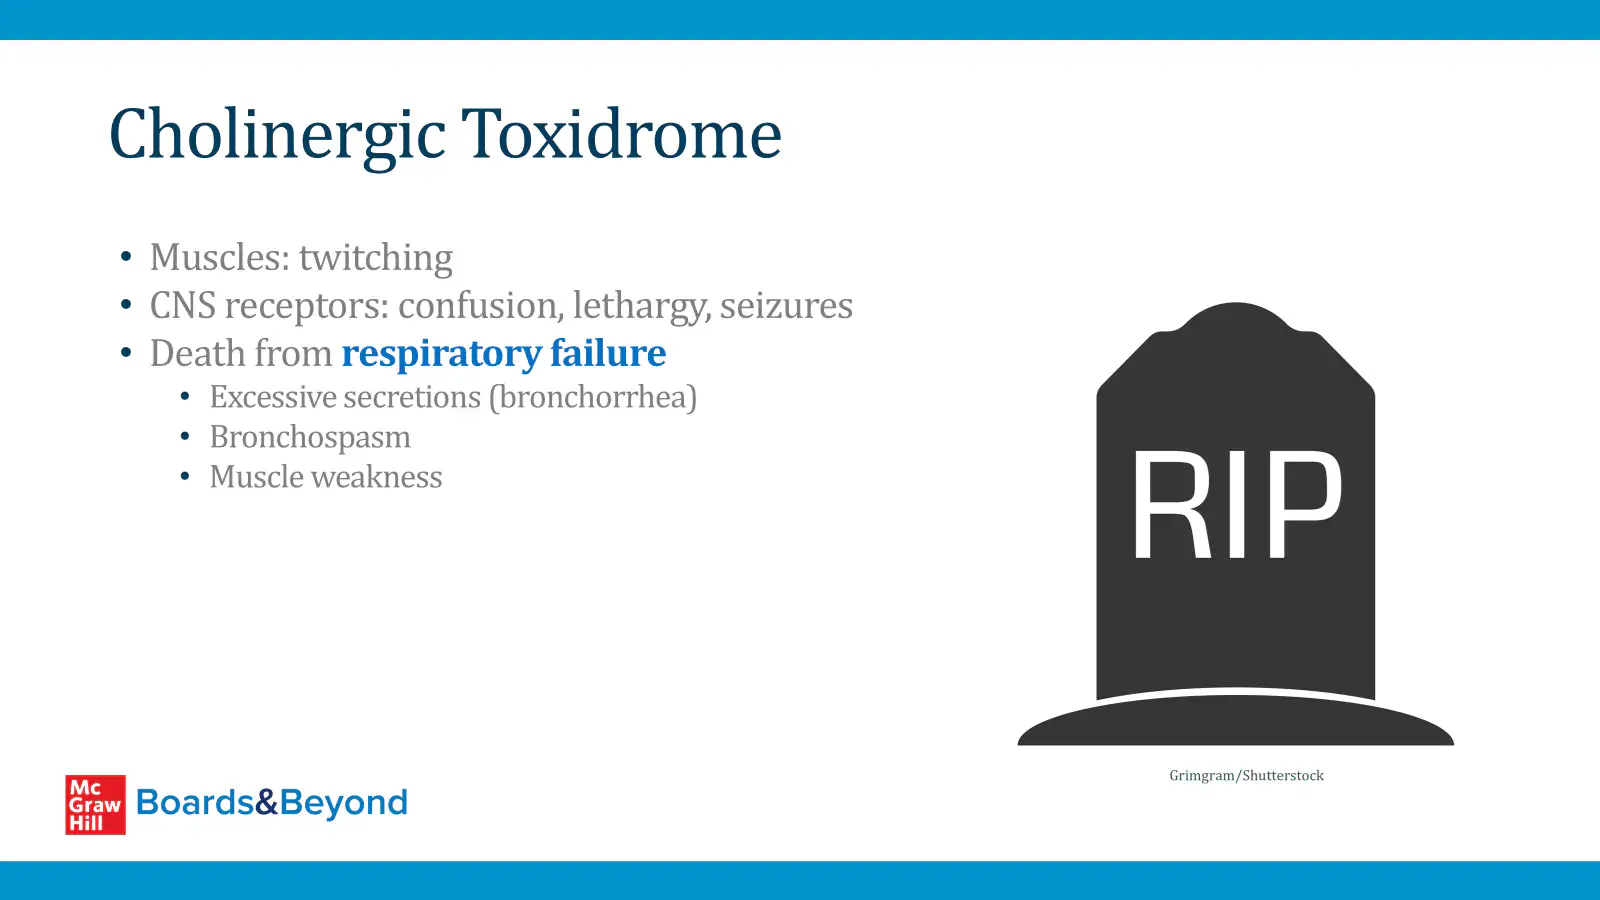 Cholinergic Toxidrome
• Muscles: twitching
• CNS receptors: confusion, lethargy, seizures
• Death from respiratory failure
• Excessive secretions (bronchorrhea)
• Bronchospasm
• Muscle weakness
RIP
Grimgram/Shutterstock
Mc
Graw
Hill
Boards&Beyond